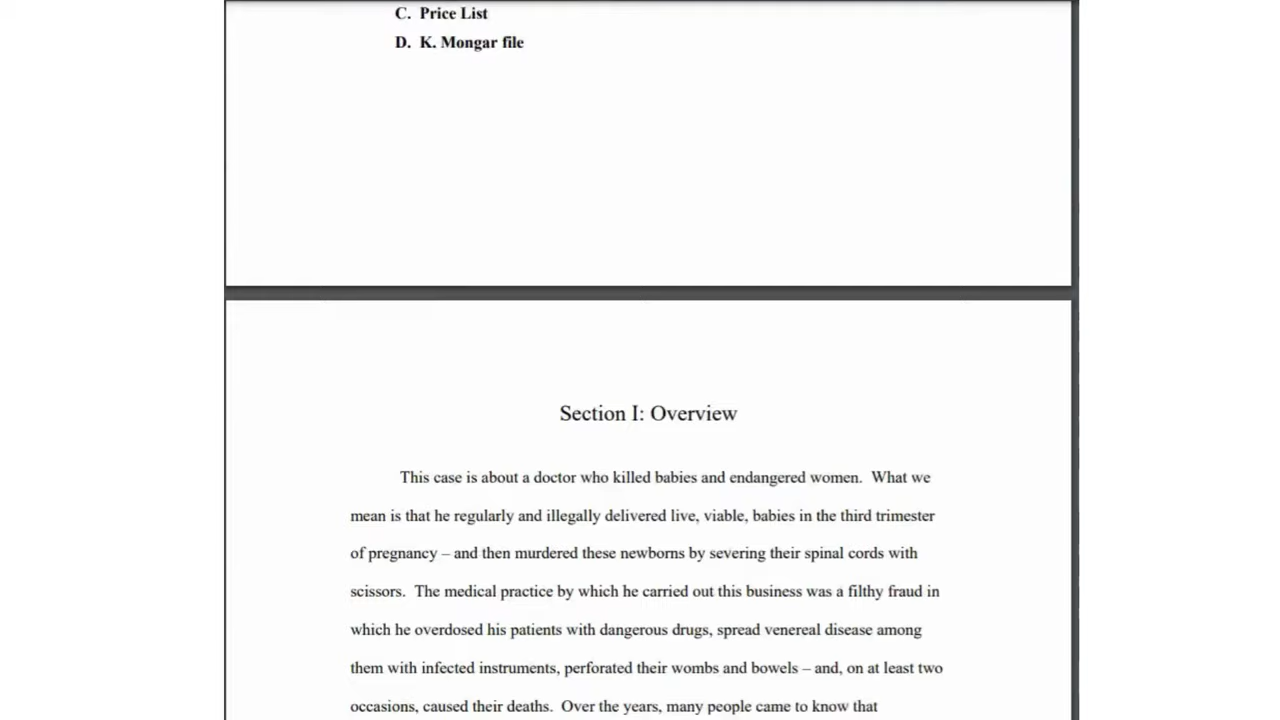 C. Price List
D. K. Mongar file
Section I: Overview
This case is about a doctor who killed babies and endangered women. What we
mean is that he regularly and illegally delivered live, viable, babies in the third trimester
of pregnancy – and then murdered these newborns by severing their spinal cords with
scissors. The medical practice by which he carried out this business was a filthy fraud in
which he overdosed his patients with dangerous drugs, spread venereal disease among
them with infected instruments, perforated their wombs and bowels – and, on at least two
occasions, caused their deaths. Over the years, many people came to know that